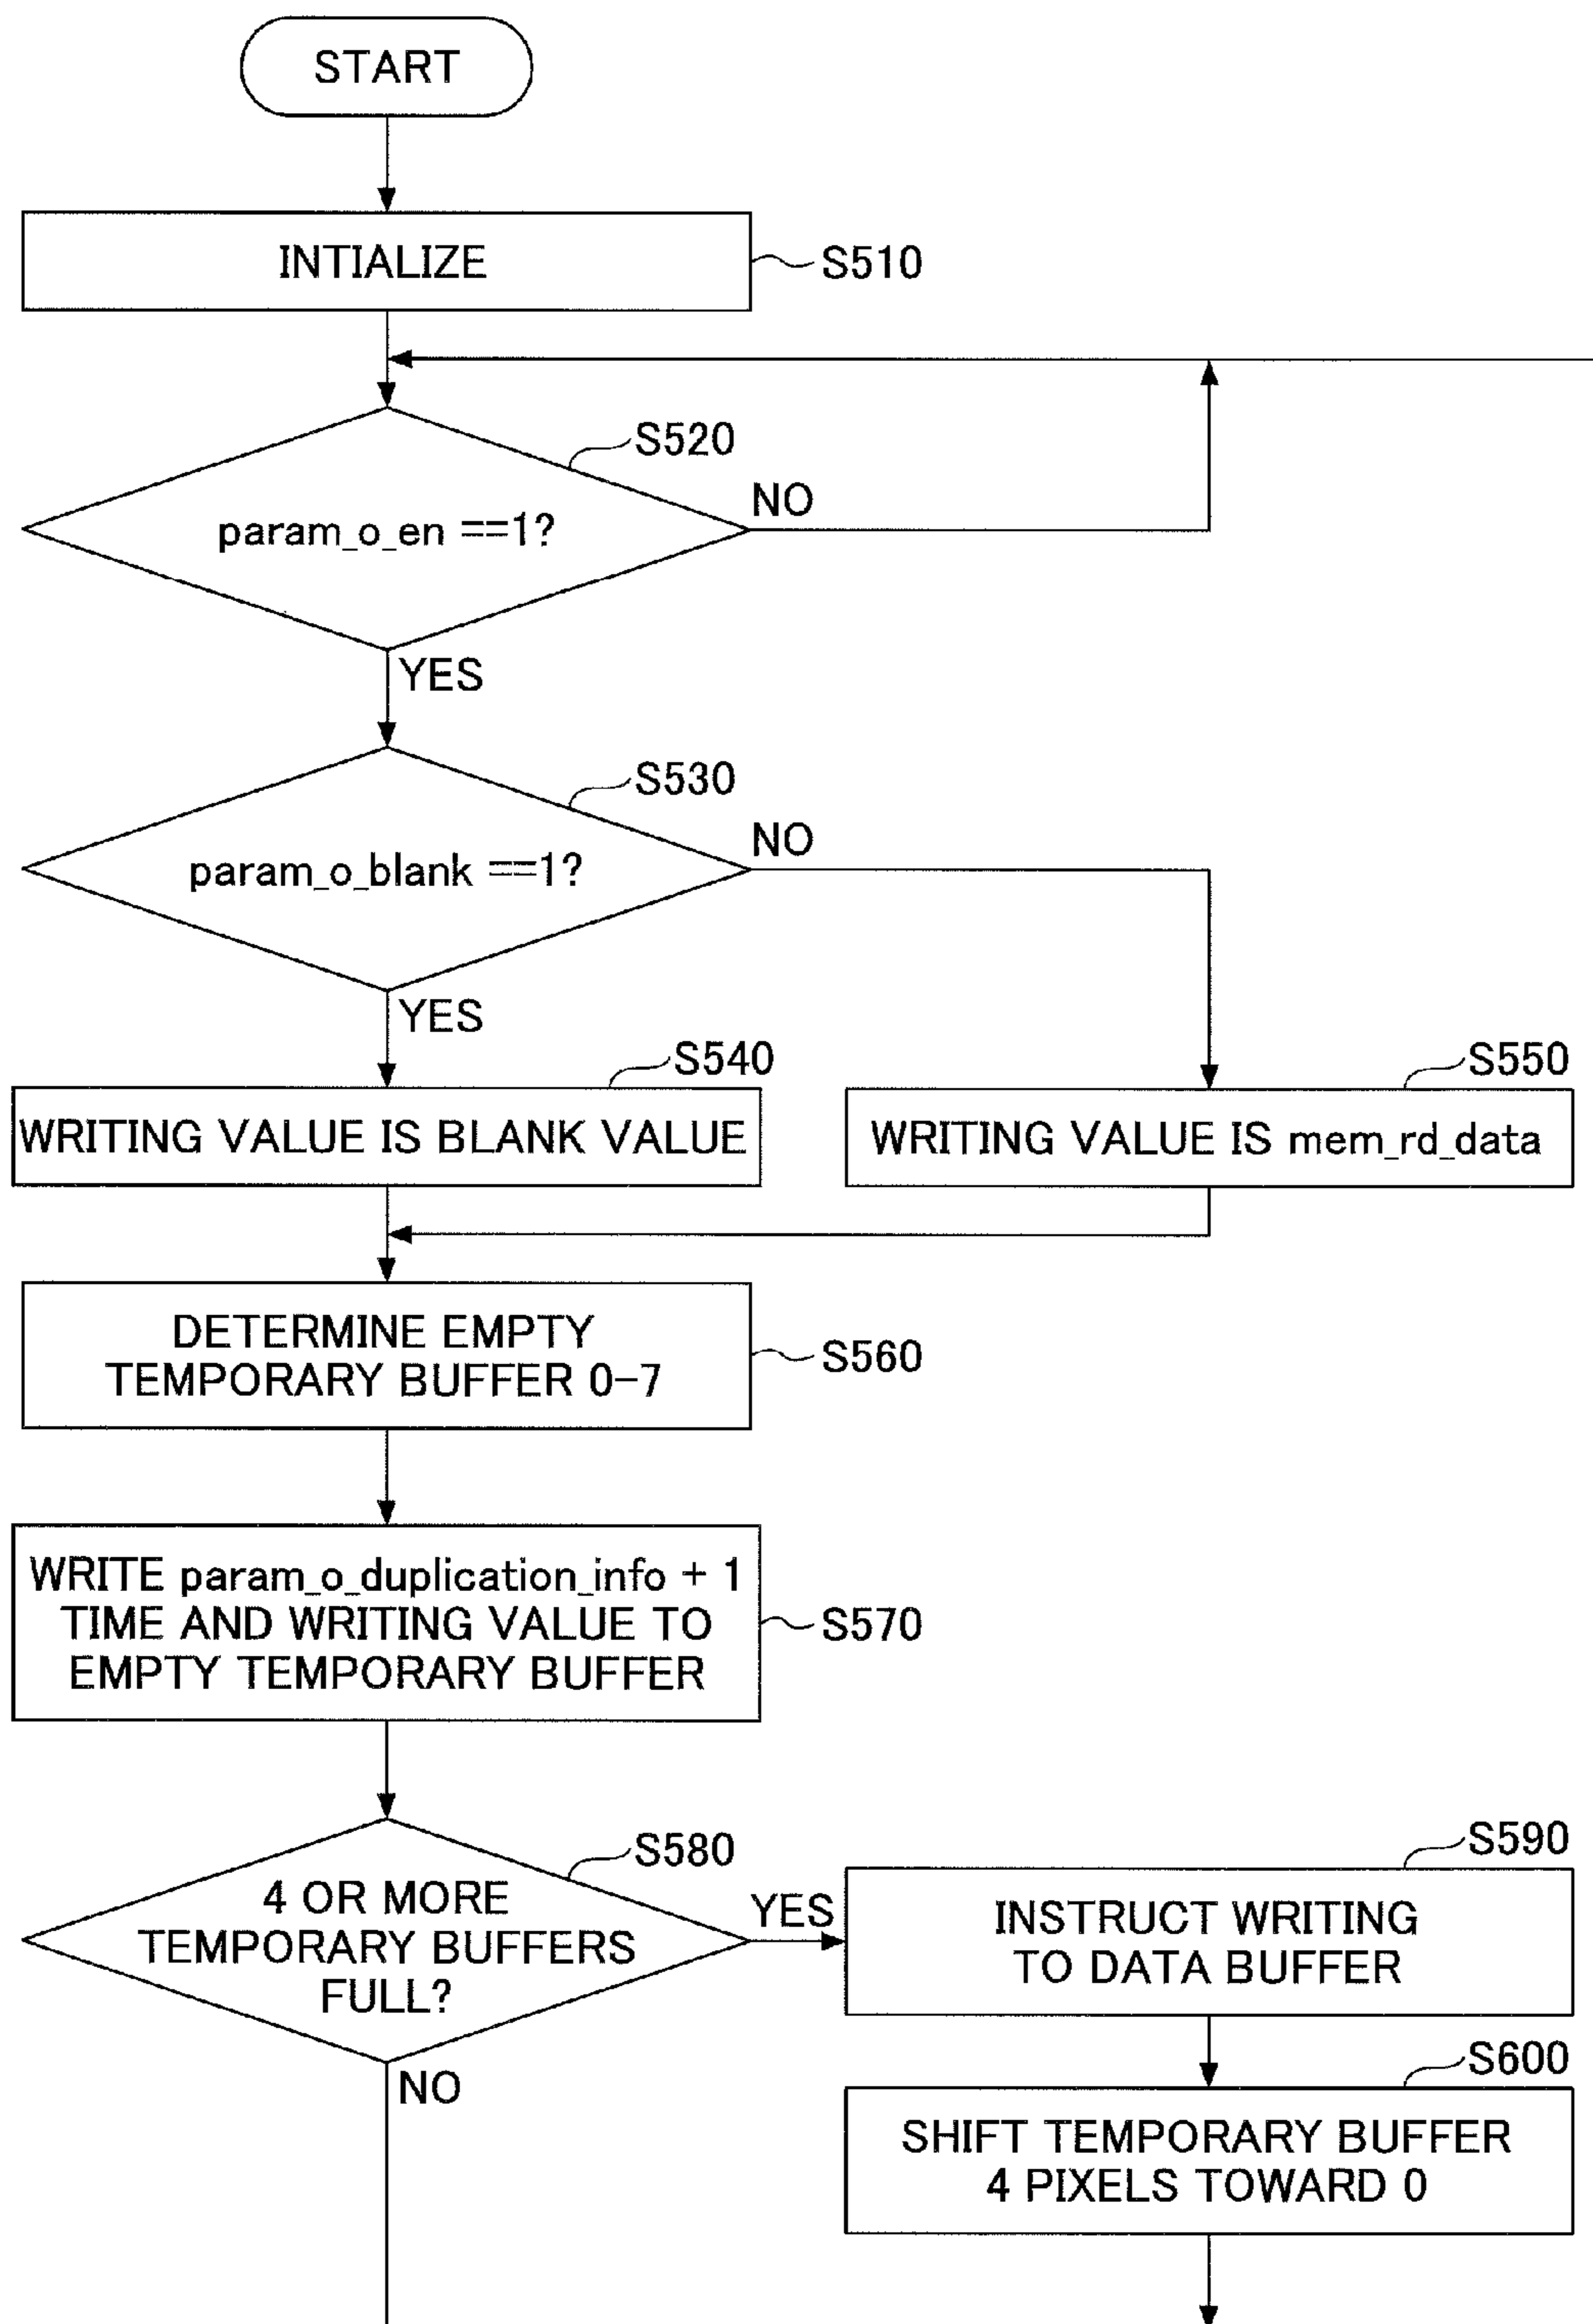 START
INTIALIZE
S510
S520
param_o_en ==1?
NO
YES
S530
param_o_blank ==1?
NO
YES
S540
WRITING VALUE IS BLANK VALUE
S550
WRITING VALUE IS mem_rd_data
DETERMINE EMPTY
TEMPORARY BUFFER 0-7
S560
WRITE param_o_duplication_info + 1
TIME AND WRITING VALUE TO
EMPTY TEMPORARY BUFFER
S570
S580
4 OR MORE
TEMPORARY BUFFERS
FULL?
YES
NO
S590
INSTRUCT WRITING
TO DATA BUFFER
S600
SHIFT TEMPORARY BUFFER
4 PIXELS TOWARD 0